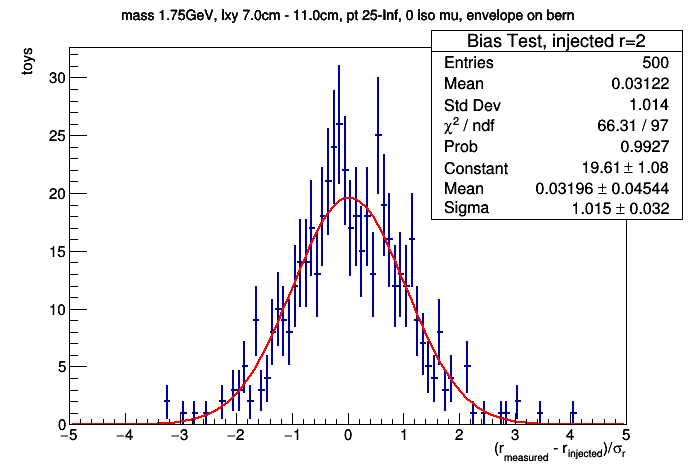 mass 1.75GeV, lxy 7.0cm - 11.0cm, pt 25-Inf, 0 iso mu, envelope on bern
toys
Bias Test, injected r=2
Entries 500
Mean 0.03122
Std Dev 1.014
χ² / ndf 66.31 / 97
Prob 0.9927
Constant 19.61 ± 1.08
Mean 0.03196 ± 0.04544
Sigma 1.015 ± 0.032
30
25
20
15
10
5
0
−5 −4 −3 −2 −1 0 1 2 3 4 5
(r_measured - r_injected)/σ_r